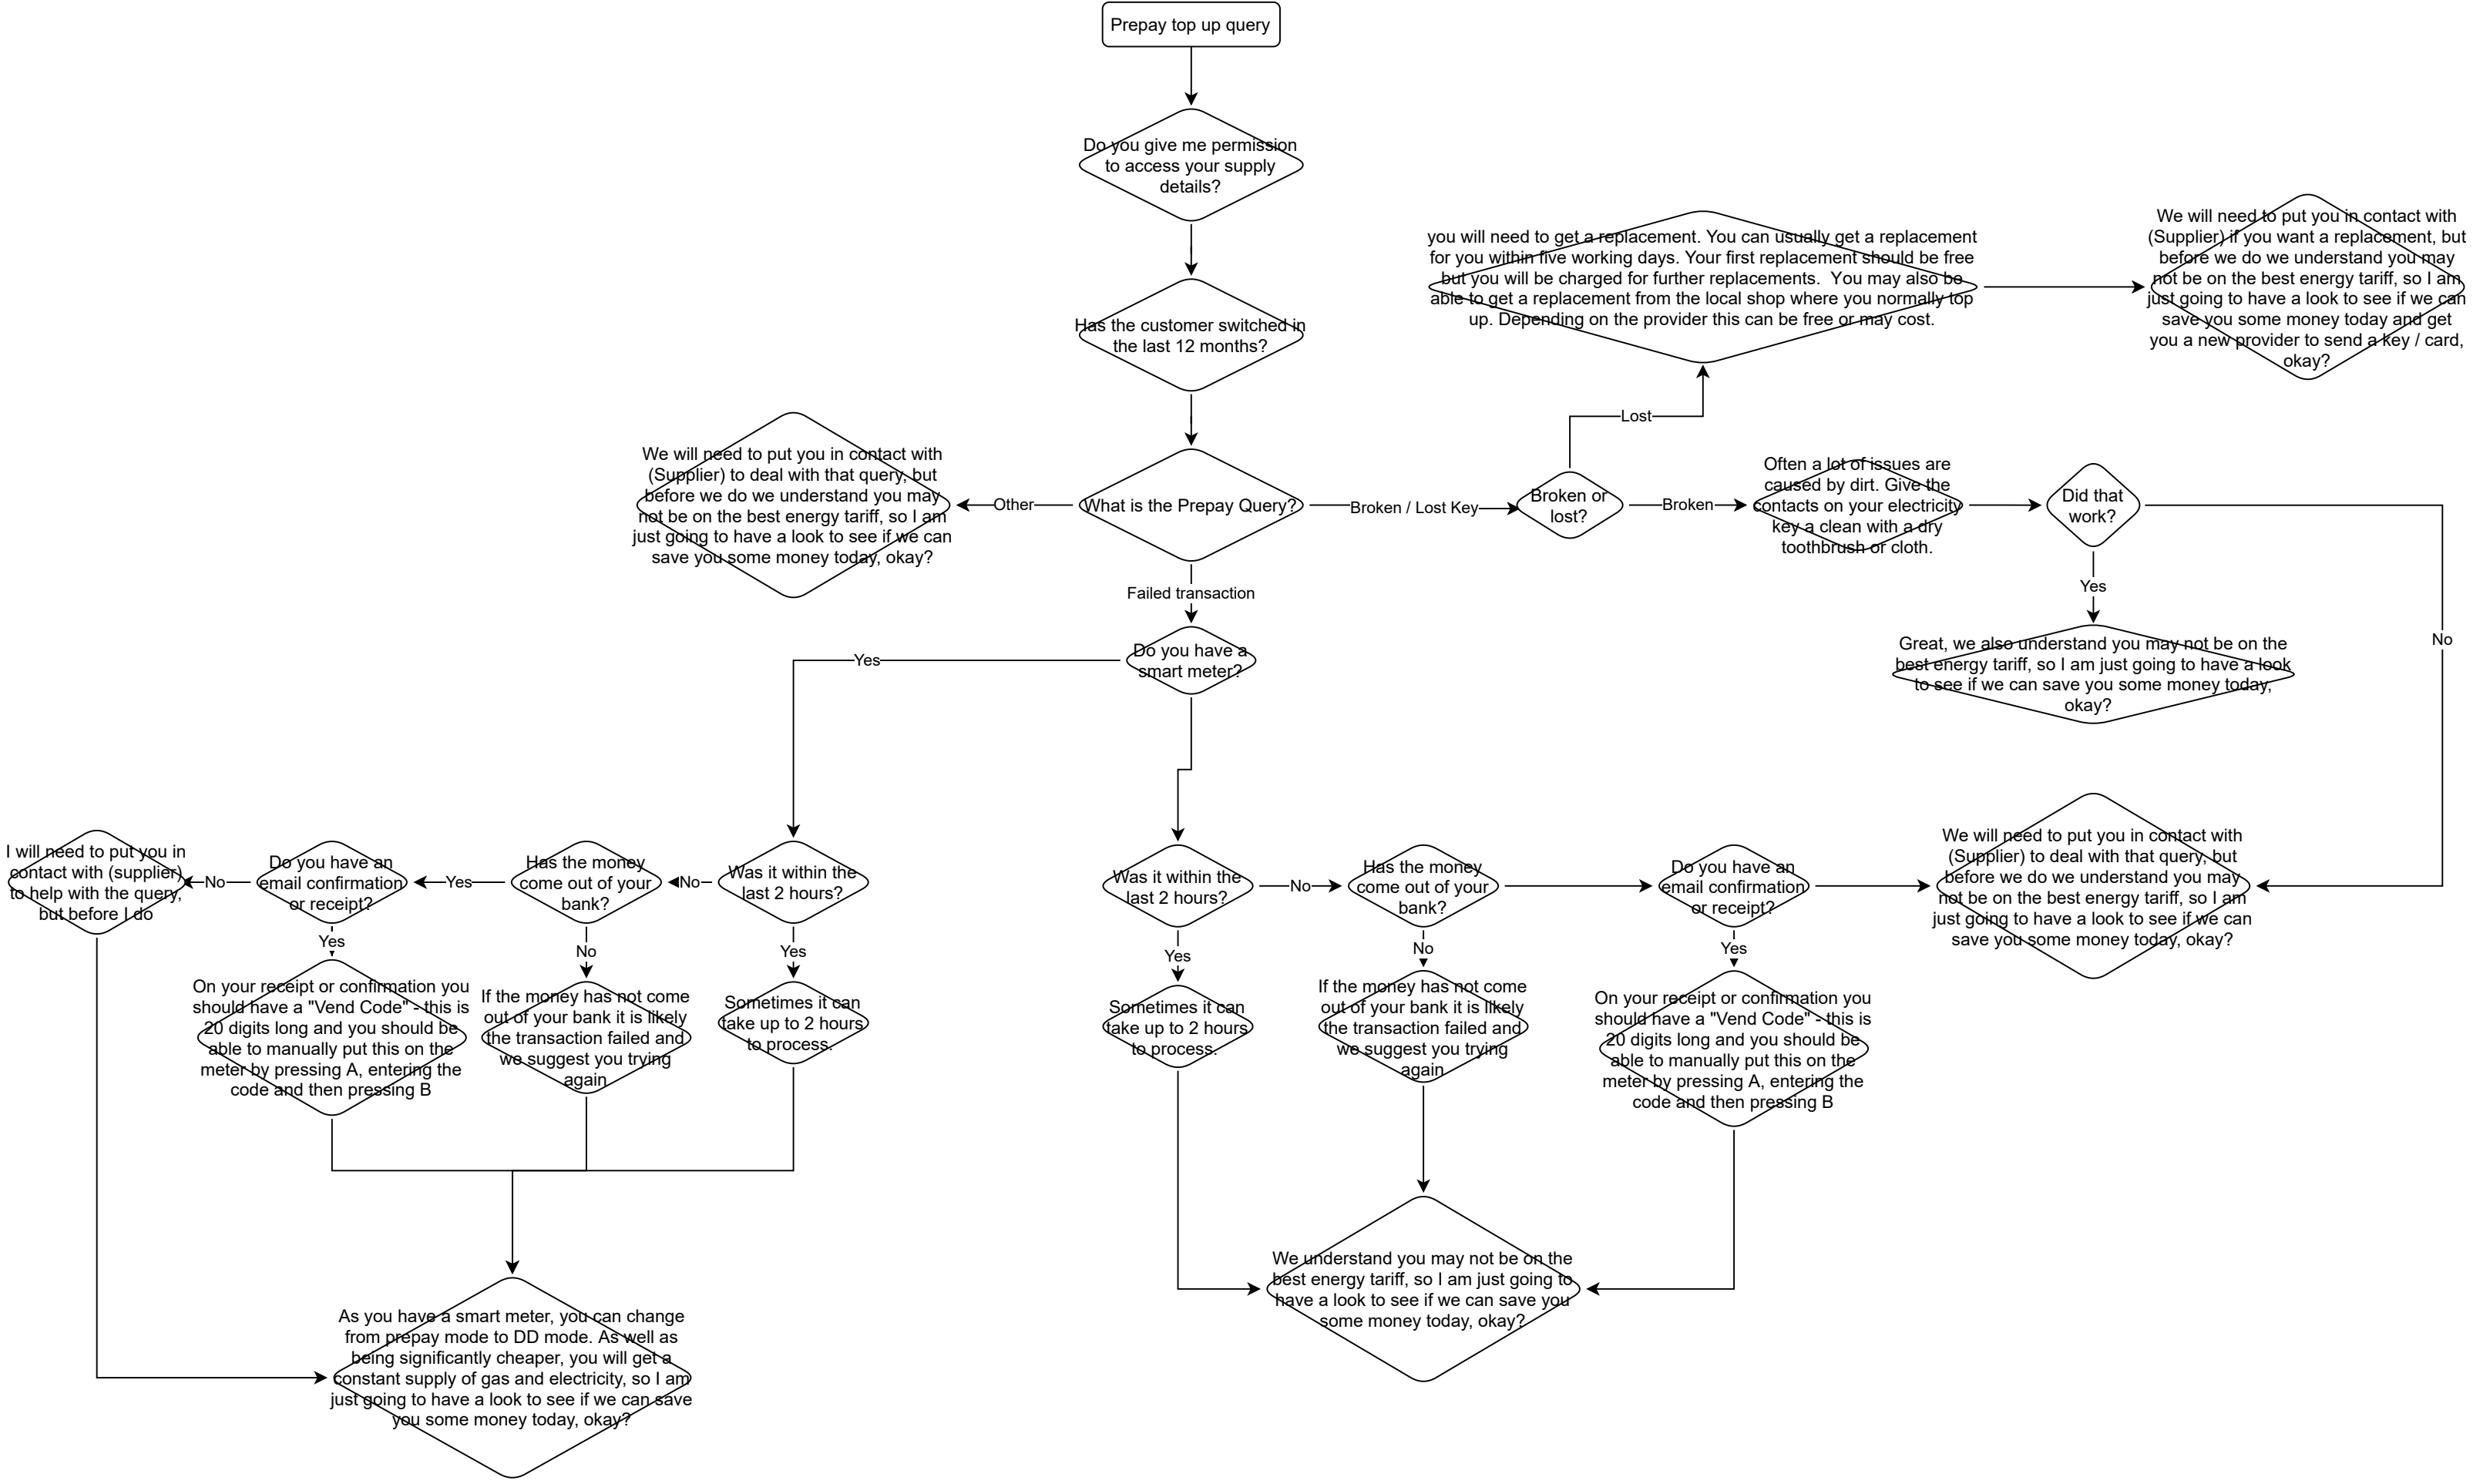 Prepay top up query
Do you give me permission
to access your supply
details?
Has the customer switched in
the last 12 months?
you will need to get a replacement. You can usually get a replacement
for you within five working days. Your first replacement should be free
but you will be charged for further replacements.  You may also be
able to get a replacement from the local shop where you normally top
up. Depending on the provider this can be free or may cost.
We will need to put you in contact with
(Supplier) if you want a replacement, but
before we do we understand you may
not be on the best energy tariff, so I am
just going to have a look to see if we can
save you some money today and get
you a new provider to send a key / card,
okay?
Lost
We will need to put you in contact with
(Supplier) to deal with that query, but
before we do we understand you may
not be on the best energy tariff, so I am
just going to have a look to see if we can
save you some money today, okay?
Other
What is the Prepay Query?
Broken / Lost Key
Broken or
lost?
Broken
Often a lot of issues are
caused by dirt. Give the
contacts on your electricity
key a clean with a dry
toothbrush or cloth.
Did that
work?
Failed transaction
Yes
No
Do you have a
smart meter?
Yes
Great, we also understand you may not be on the
best energy tariff, so I am just going to have a look
to see if we can save you some money today,
okay?
I will need to put you in
contact with (supplier)
to help with the query,
but before I do
No
Do you have an
email confirmation
or receipt?
Yes
Has the money
come out of your
bank?
No
Was it within the
last 2 hours?
Was it within the
last 2 hours?
No
Has the money
come out of your
bank?
Do you have an
email confirmation
or receipt?
We will need to put you in contact with
(Supplier) to deal with that query, but
before we do we understand you may
not be on the best energy tariff, so I am
just going to have a look to see if we can
save you some money today, okay?
Yes
No
Yes
Yes
No
Yes
On your receipt or confirmation you
should have a "Vend Code" - this is
20 digits long and you should be
able to manually put this on the
meter by pressing A, entering the
code and then pressing B
If the money has not come
out of your bank it is likely
the transaction failed and
we suggest you trying
again
Sometimes it can
take up to 2 hours
to process.
Sometimes it can
take up to 2 hours
to process.
If the money has not come
out of your bank it is likely
the transaction failed and
we suggest you trying
again
On your receipt or confirmation you
should have a "Vend Code" - this is
20 digits long and you should be
able to manually put this on the
meter by pressing A, entering the
code and then pressing B
We understand you may not be on the
best energy tariff, so I am just going to
have a look to see if we can save you
some money today, okay?
As you have a smart meter, you can change
from prepay mode to DD mode. As well as
being significantly cheaper, you will get a
constant supply of gas and electricity, so I am
just going to have a look to see if we can save
you some money today, okay?